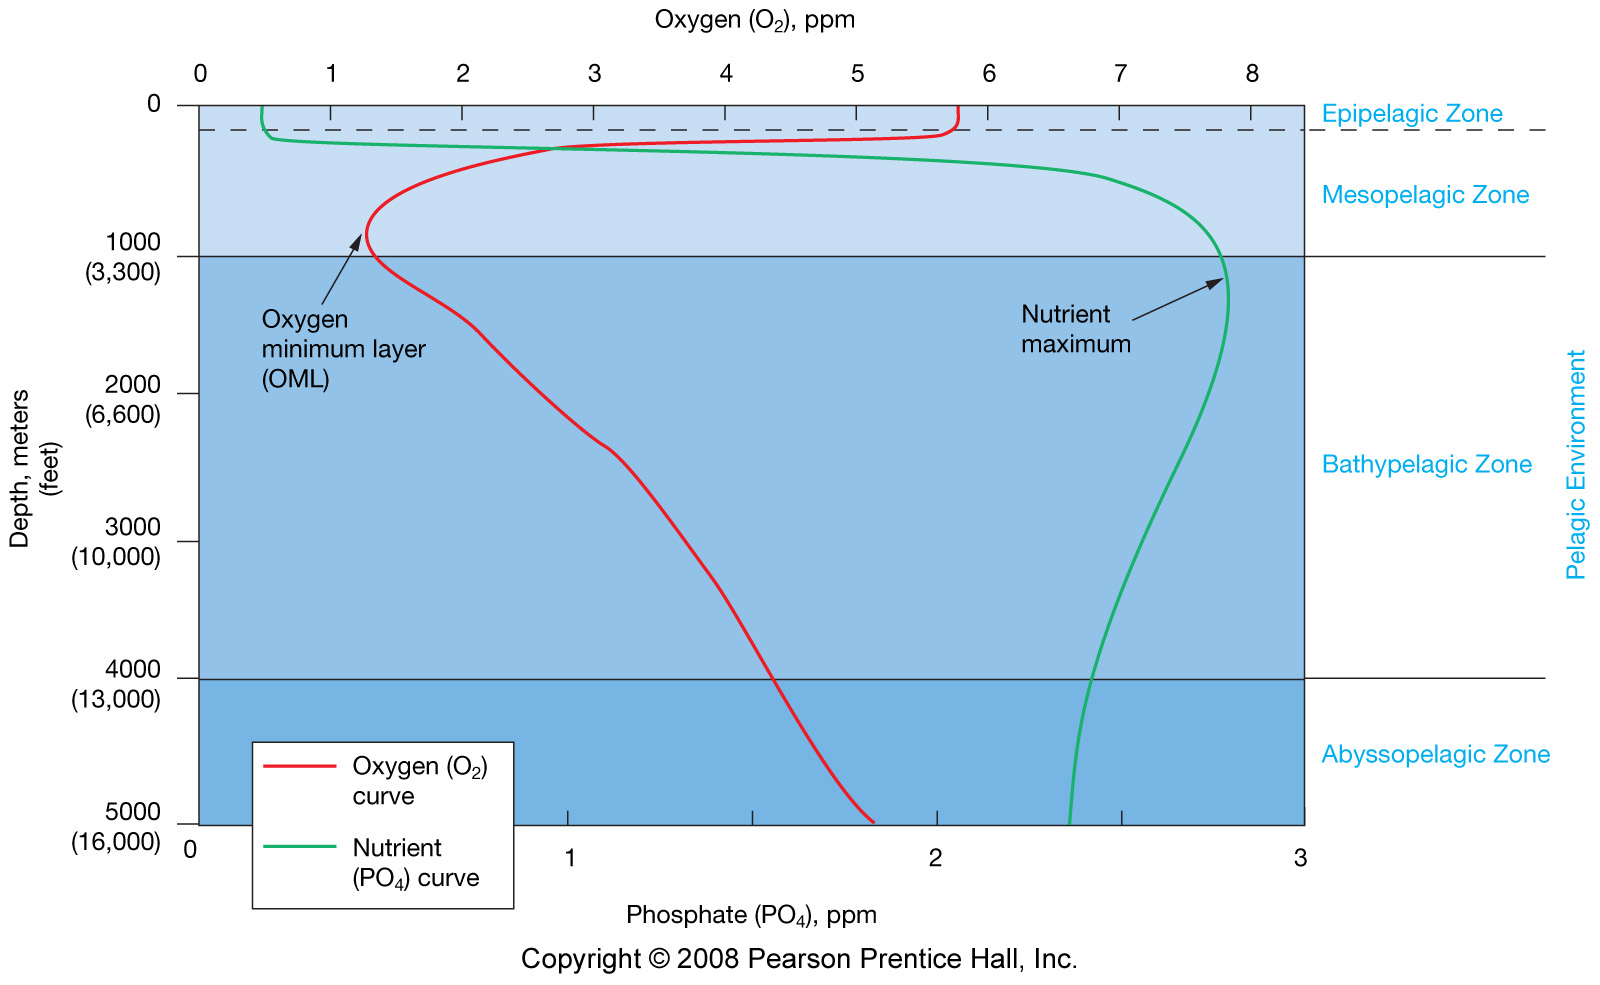 Oxygen (O₂), ppm
0 1 2 3 4 5 6 7 8
0
1000
(3,300)
2000
(6,600)
3000
(10,000)
4000
(13,000)
5000
(16,000)
Depth, meters
(feet)
Epipelagic Zone
Mesopelagic Zone
Bathypelagic Zone
Abyssopelagic Zone
Pelagic Environment
Oxygen
minimum layer
(OML)
Nutrient
maximum
Oxygen (O₂)
curve
Nutrient
(PO₄) curve
0 1 2 3
Phosphate (PO₄), ppm
Copyright © 2008 Pearson Prentice Hall, Inc.